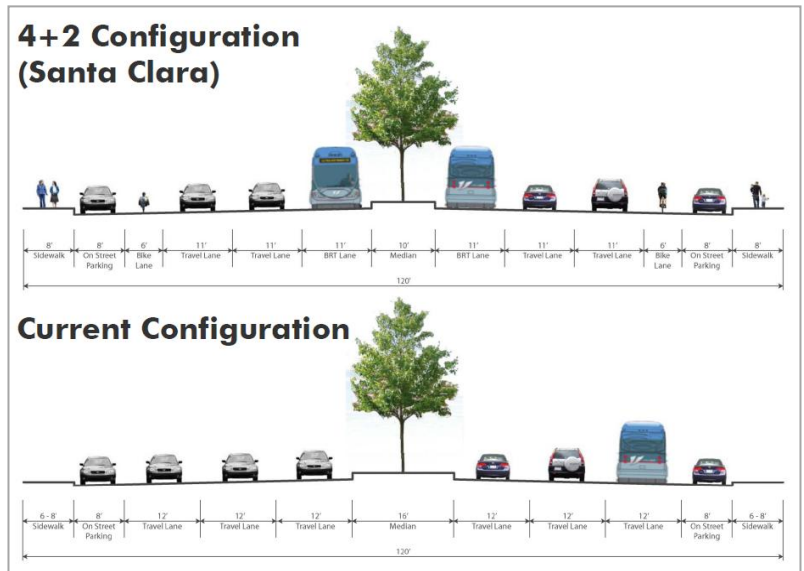 4+2 Configuration
(Santa Clara)
8' 8' 6' 11' 11' 11' 10' 11' 11' 11' 6' 8' 8'
Sidewalk On Street Bike Travel Lane Travel Lane BRT Lane Median BRT Lane Travel Lane Travel Lane Bike On Street Sidewalk
Parking Lane Lane Parking
120'
Current Configuration
6 - 8' 8' 12' 12' 12' 16' 12' 12' 12' 8' 6 - 8'
Sidewalk On Street Travel Lane Travel Lane Travel Lane Median Travel Lane Travel Lane Travel Lane On Street Sidewalk
Parking Parking
120'